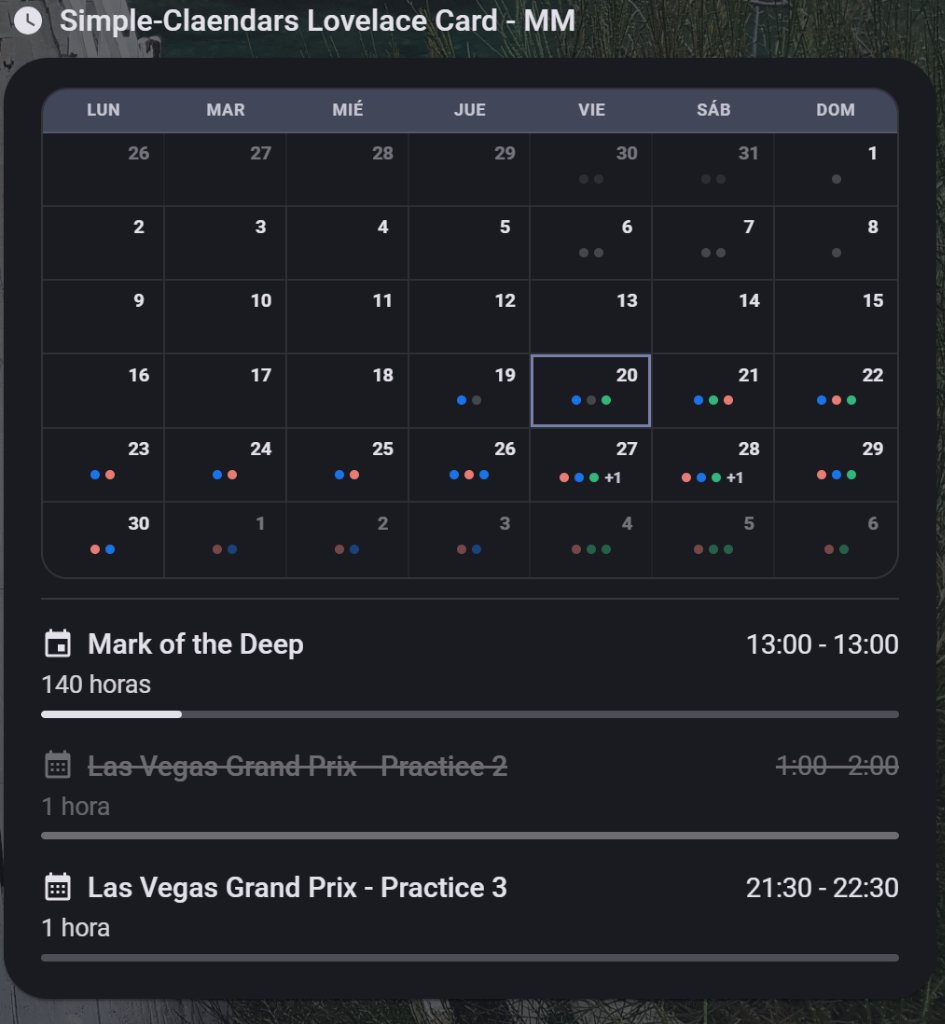 Simple-Claendars Lovelace Card - MM
LUN MAR MIÉ JUE VIE SÁB DOM
26 27 28 29 30 31 1
2 3 4 5 6 7 8
9 10 11 12 13 14 15
16 17 18 19 20 21 22
23 24 25 26 27 28 29
+1 +1
30 1 2 3 4 5 6
Mark of the Deep 13:00 - 13:00
140 horas
Las Vegas Grand Prix - Practice 2 1:00 - 2:00
1 hora
Las Vegas Grand Prix - Practice 3 21:30 - 22:30
1 hora